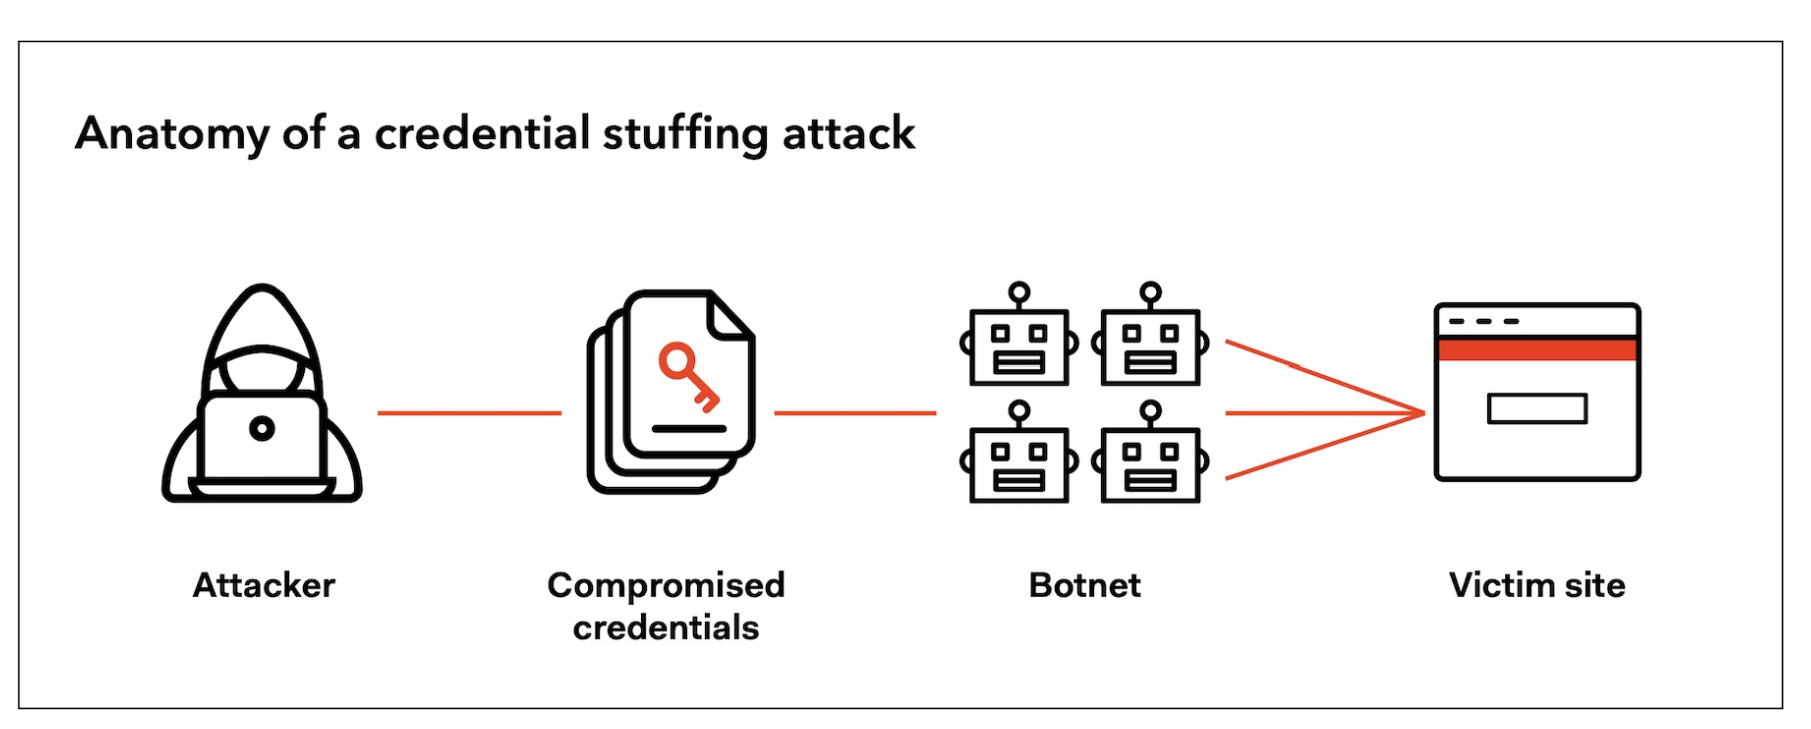 Anatomy of a credential stuffing attack
Attacker
Compromised
credentials
Botnet
Victim site